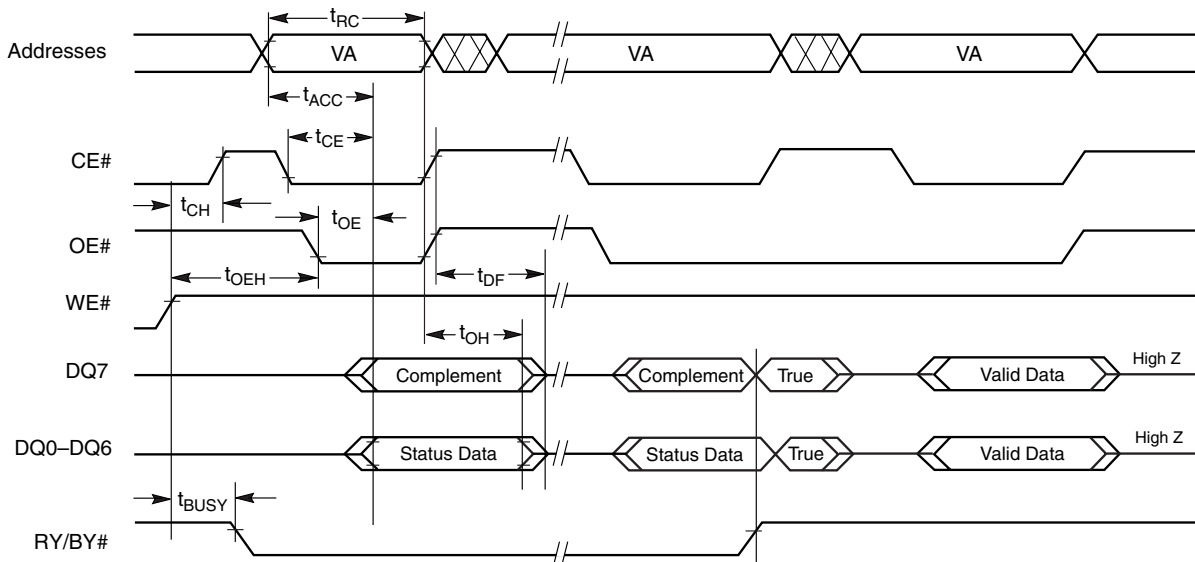 tRC
Addresses VA VA VA
tACC
tCE
CE#
tCH tOE
OE#
tOEH tDF
WE#
tOH
DQ7 Complement Complement True Valid Data High Z
DQ0–DQ6 Status Data Status Data True Valid Data High Z
tBUSY
RY/BY#